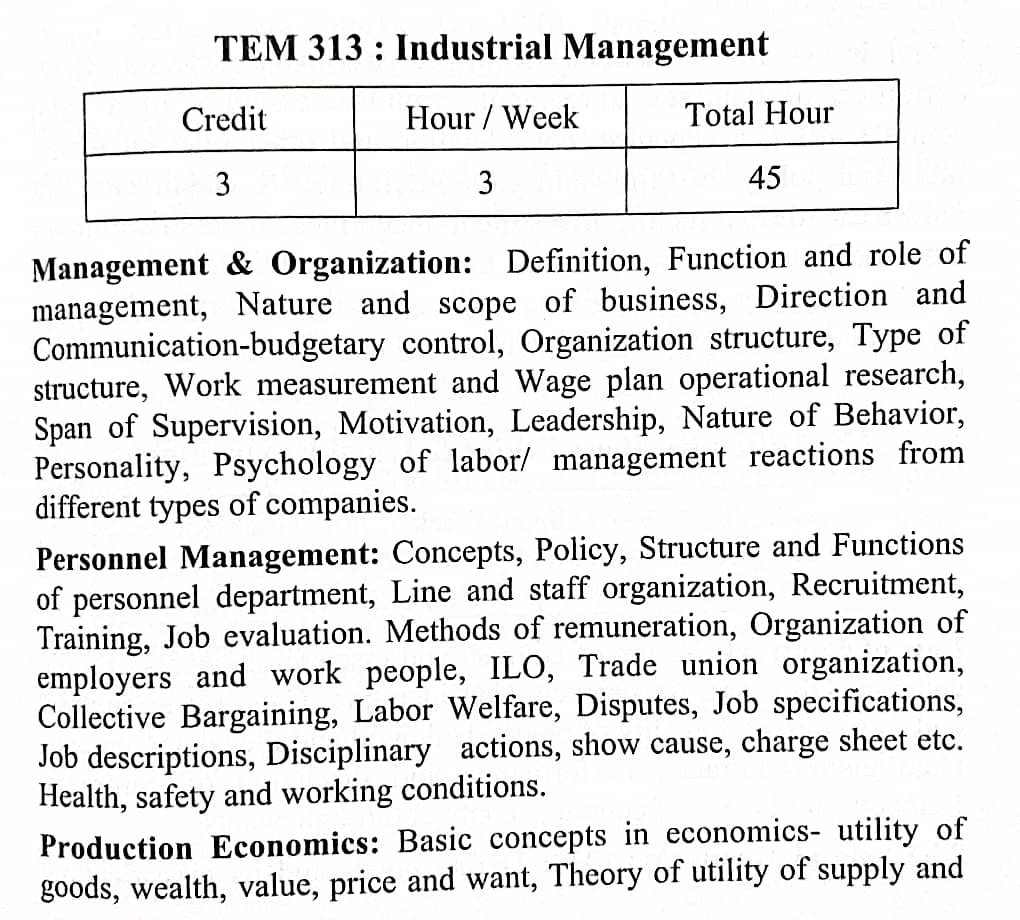 TEM 313 : Industrial Management
Credit Hour / Week Total Hour
3 3 45
Management & Organization: Definition, Function and role of
management, Nature and scope of business, Direction and
Communication-budgetary control, Organization structure, Type of
structure, Work measurement and Wage plan operational research,
Span of Supervision, Motivation, Leadership, Nature of Behavior,
Personality, Psychology of labor/ management reactions from
different types of companies.
Personnel Management: Concepts, Policy, Structure and Functions
of personnel department, Line and staff organization, Recruitment,
Training, Job evaluation. Methods of remuneration, Organization of
employers and work people, ILO, Trade union organization,
Collective Bargaining, Labor Welfare, Disputes, Job specifications,
Job descriptions, Disciplinary actions, show cause, charge sheet etc.
Health, safety and working conditions.
Production Economics: Basic concepts in economics- utility of
goods, wealth, value, price and want, Theory of utility of supply and